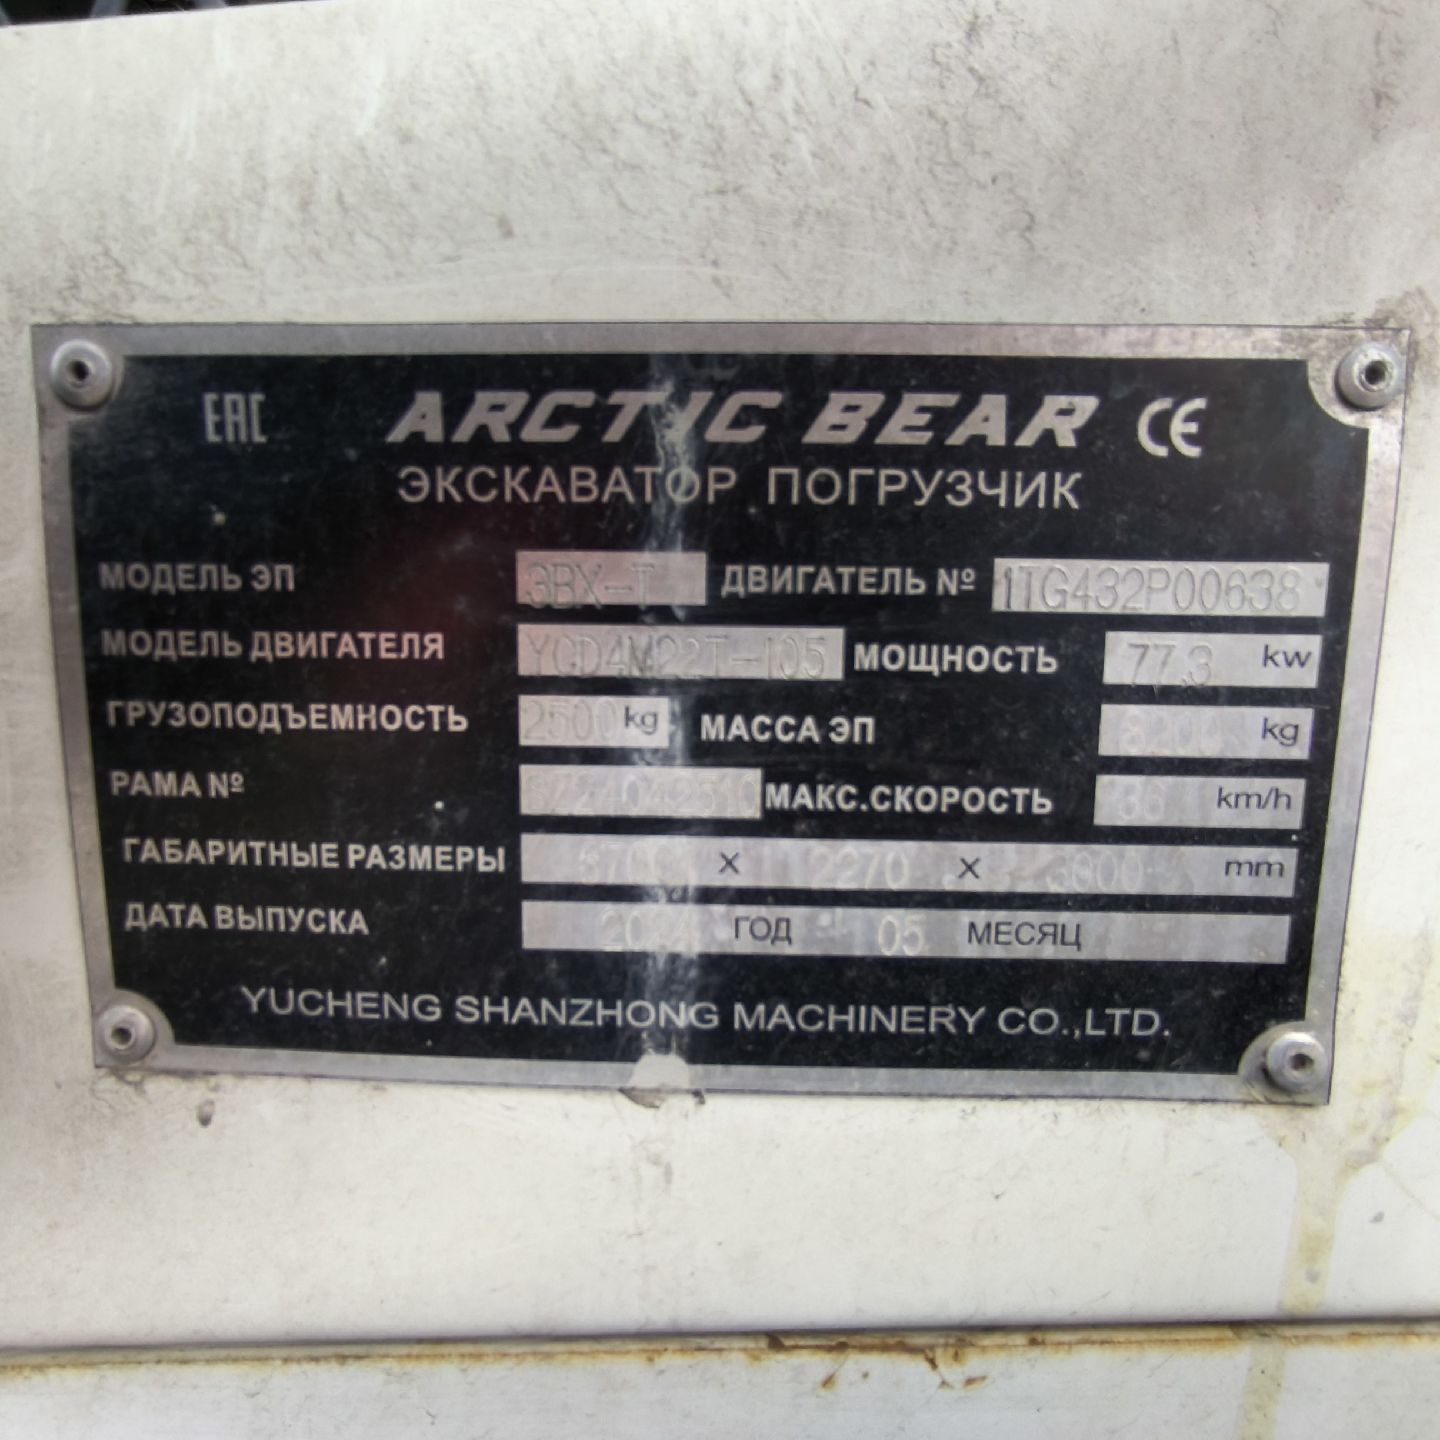 EAC ARCTIC BEAR CE
ЭКСКАВАТОР ПОГРУЗЧИК
МОДЕЛЬ ЭП 3BX-T ДВИГАТЕЛЬ № 1TG432P00638
МОДЕЛЬ ДВИГАТЕЛЯ YCD4M22T-105 МОЩНОСТЬ 77.3 kw
ГРУЗОПОДЪЕМНОСТЬ 2500 kg МАССА ЭП kg
РАМА № МАКС.СКОРОСТЬ km/h
ГАБАРИТНЫЕ РАЗМЕРЫ x 2270 x mm
ДАТА ВЫПУСКА 2024 ГОД 05 МЕСЯЦ
YUCHENG SHANZHONG MACHINERY CO.,LTD.